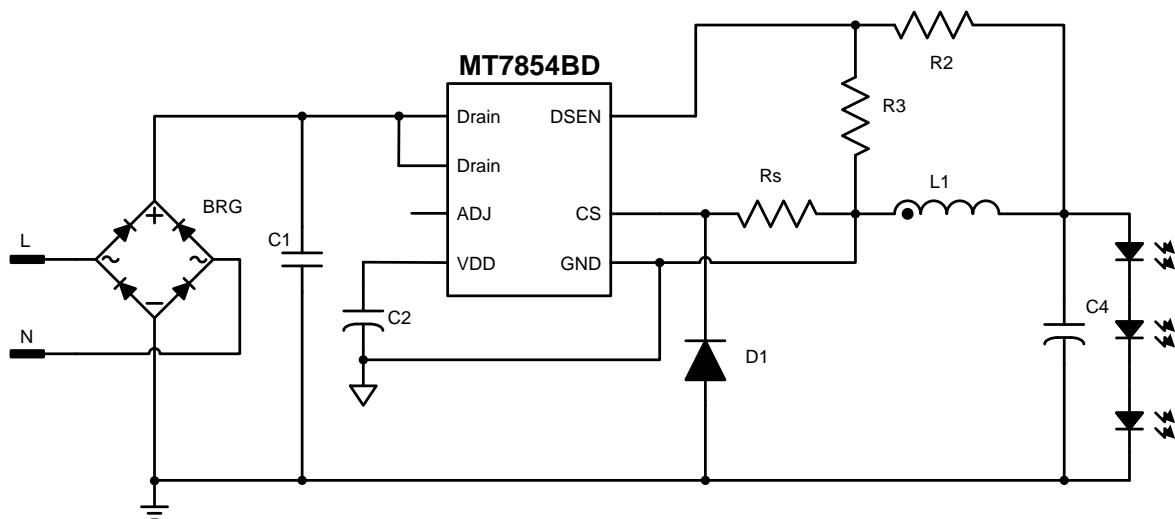 MT7854BD
R2
R3
Drain
DSEN
Drain
Rs
L1
BRG
ADJ
CS
L
C1
VDD
GND
C2
C4
N
D1